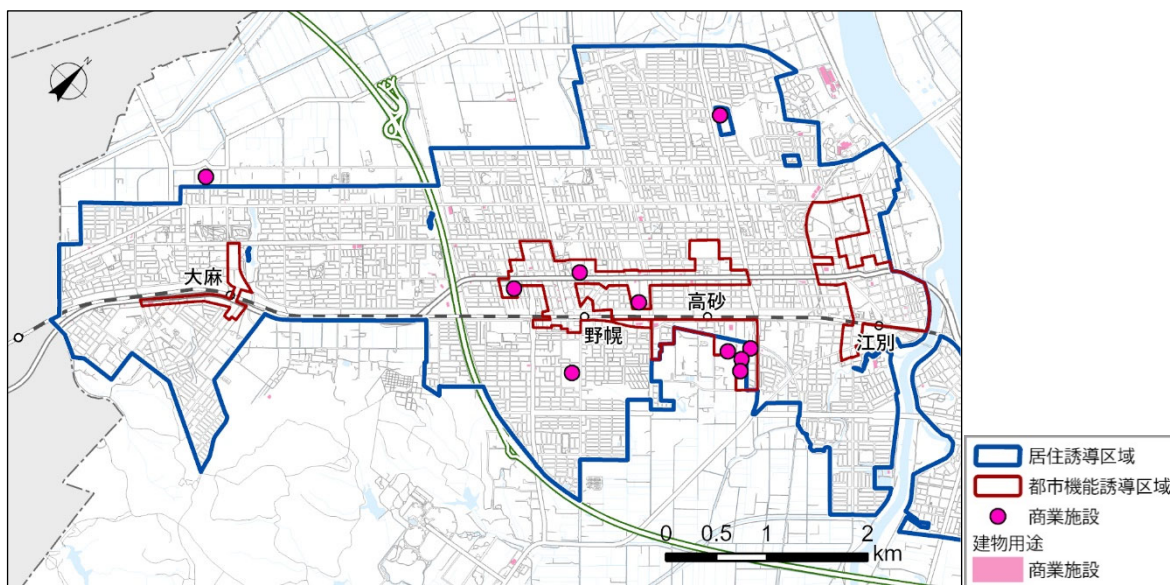 N
大麻
野幌
高砂
江別
0 0.5 1 2
km
居住誘導区域
都市機能誘導区域
商業施設
建物用途
商業施設